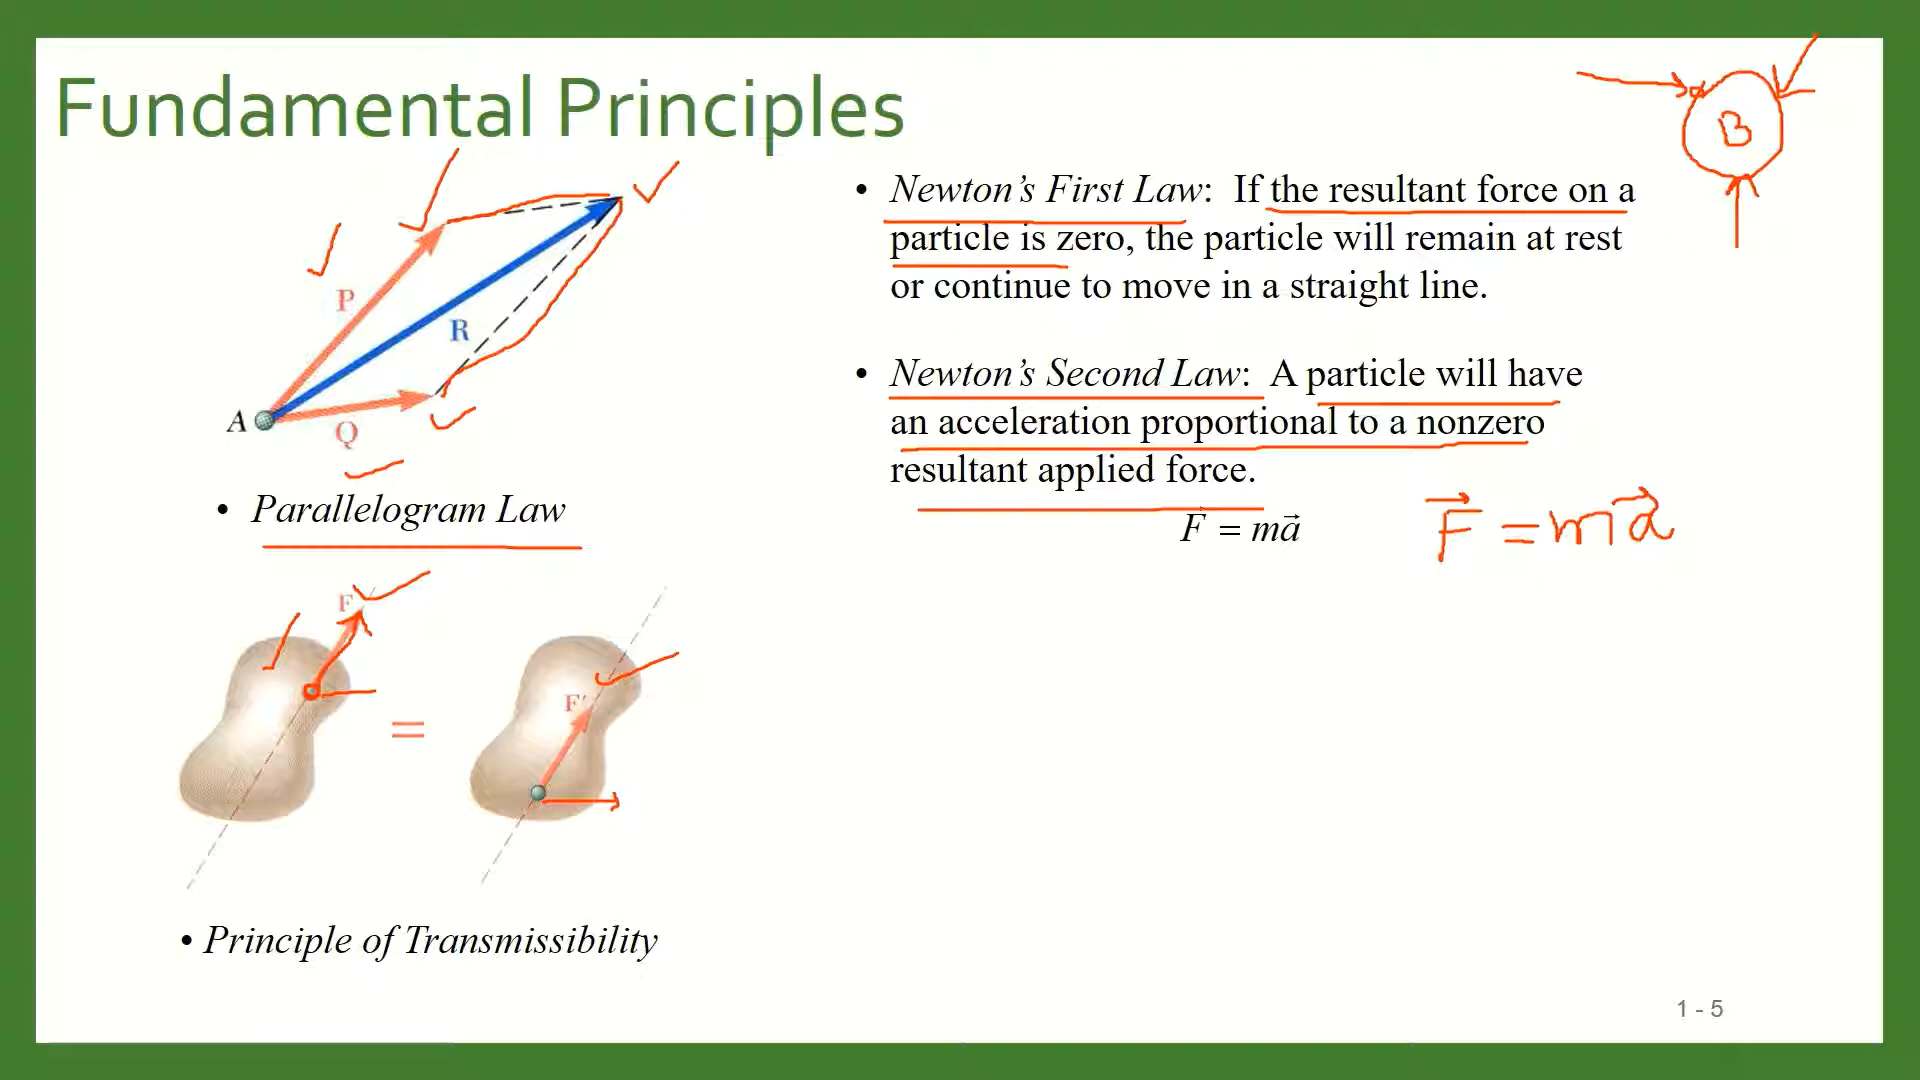 Fundamental Principles
B
P
R
A
Q
• Parallelogram Law
F
F'
=
• Principle of Transmissibility
• Newton’s First Law: If the resultant force on a
particle is zero, the particle will remain at rest
or continue to move in a straight line.
• Newton’s Second Law: A particle will have
an acceleration proportional to a nonzero
resultant applied force.
F = ma⃗
F⃗ = ma⃗
1 - 5